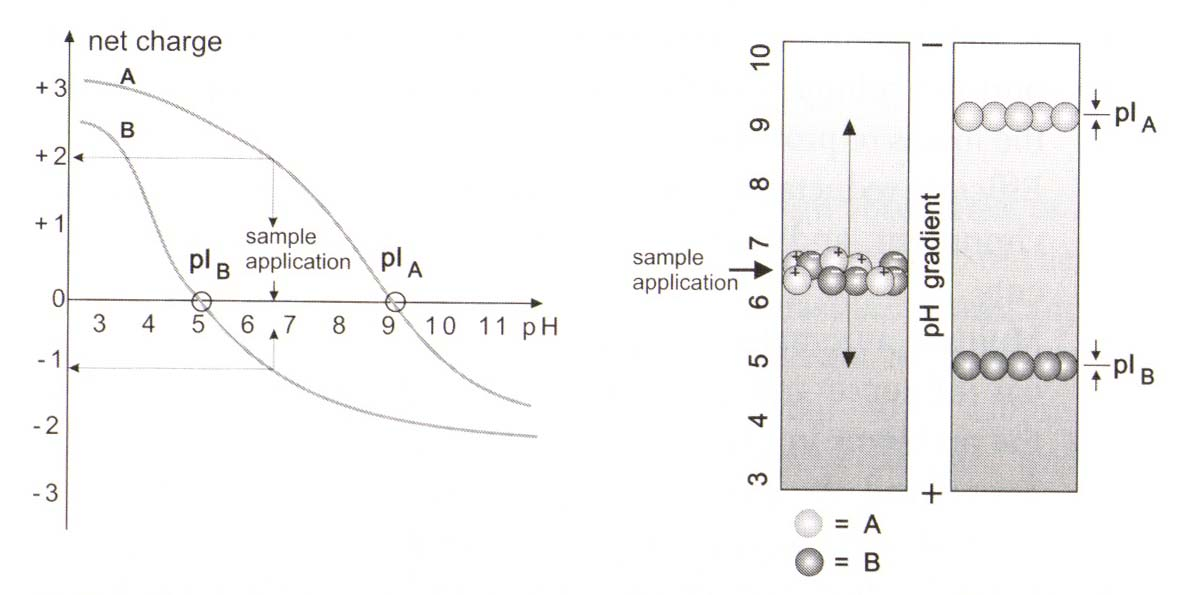 net charge
A
+3
B
+2
+1
sample
application
pI B
pI A
0
3 4 5 6 7 8 9 10 11 pH
-1
-2
-3
10
9
8
7
6
5
4
3
sample
application
+
+
+
+
+
−
pH gradient
+
pI A
pI B
= A
= B